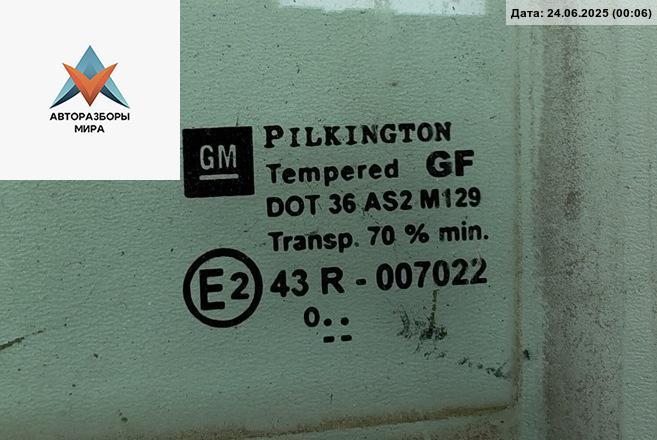 Дата: 24.06.2025 (00:06)
АВТОРАЗБОРЫ
МИРА
GM
PILKINGTON
Tempered GF
DOT 36 AS2 M129
Transp. 70 % min.
E2 43 R - 007022
0..
--